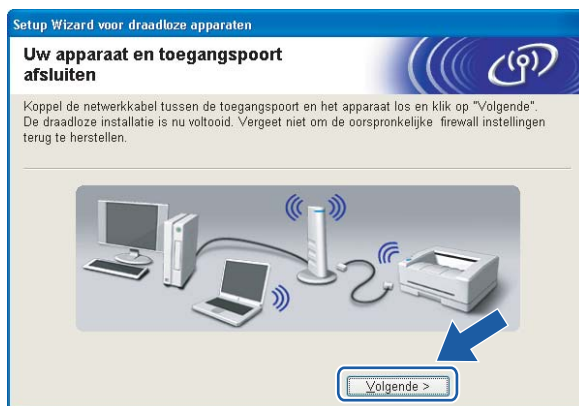 Setup Wizard voor draadloze apparaten
Uw apparaat en toegangspoort
afsluiten
Koppel de netwerkkabel tussen de toegangspoort en het apparaat los en klik op "Volgende".
De draadloze installatie is nu voltooid. Vergeet niet om de oorspronkelijke firewall instellingen
terug te herstellen.
Volgende >